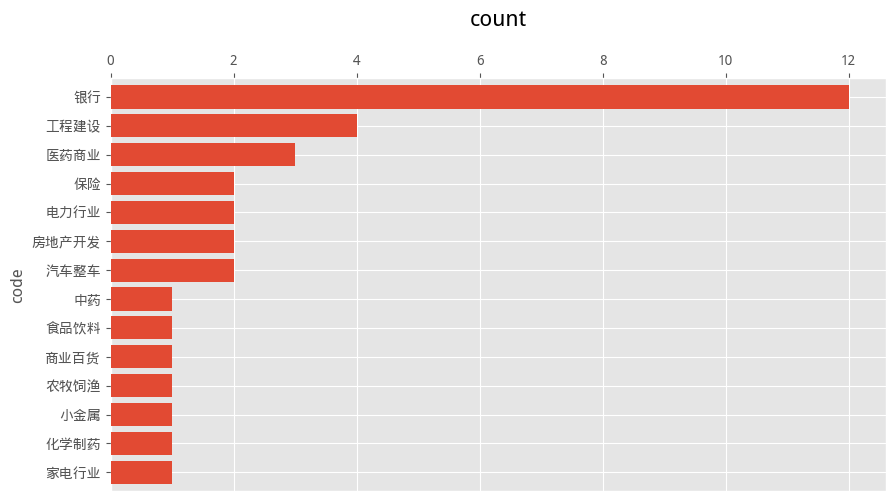 count
0 2 4 6 8 10 12
银行
工程建设
医药商业
保险
电力行业
房地产开发
汽车整车
中药
食品饮料
商业百货
农牧饲渔
小金属
化学制药
家电行业
code